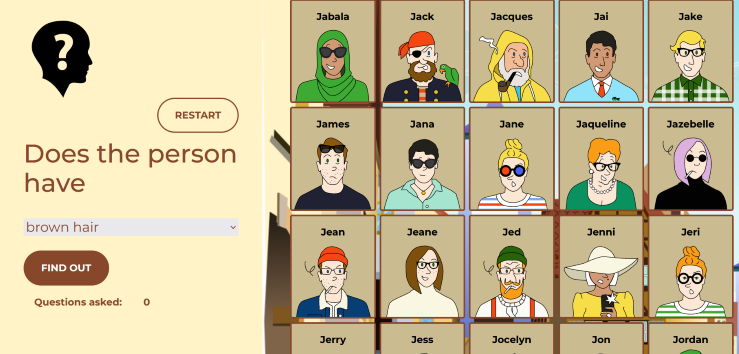 ?
RESTART
Does the person
have
brown hair
FIND OUT
Questions asked: 0
Jabala Jack Jacques Jai Jake
James Jana Jane Jaqueline Jazebelle
Jean Jeane Jed Jenni Jeri
Jerry Jess Jocelyn Jon Jordan